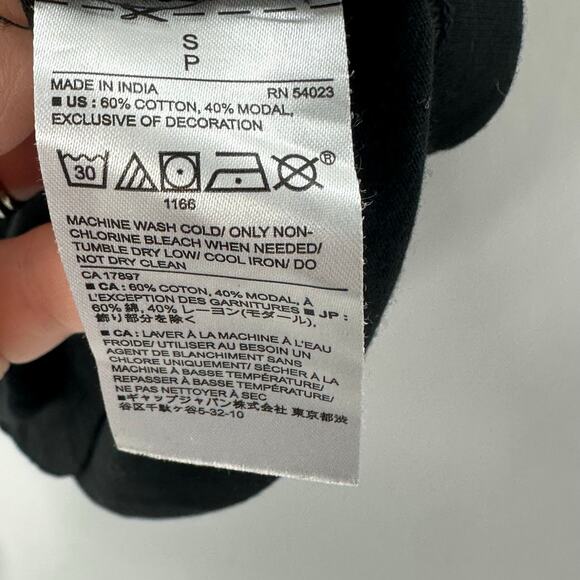 S
P
MADE IN INDIA RN 54023
■ US : 60% COTTON, 40% MODAL,
EXCLUSIVE OF DECORATION
30 ®
1166
MACHINE WASH COLD/ ONLY NON-
CHLORINE BLEACH WHEN NEEDED/
TUMBLE DRY LOW/ COOL IRON/ DO
NOT DRY CLEAN
CA 17897
■ CA : 60% COTON, 40% MODAL, À
L'EXCEPTION DES GARNITURES ■ JP :
60% 綿, 40% レーヨン(モダール),
飾り部分を除く
■ CA : LAVER À LA MACHINE À L'EAU
FROIDE/ UTILISER AU BESOIN UN
AGENT DE BLANCHIMENT SANS
CHLORE UNIQUEMENT/ SÉCHER À LA
MACHINE À BASSE TEMPÉRATURE/
REPASSER À BASSE TEMPÉRATURE/
NE PAS NETTOYER À SEC
■ギャップジャパン株式会社 東京都渋
谷区千駄ケ谷5-32-10